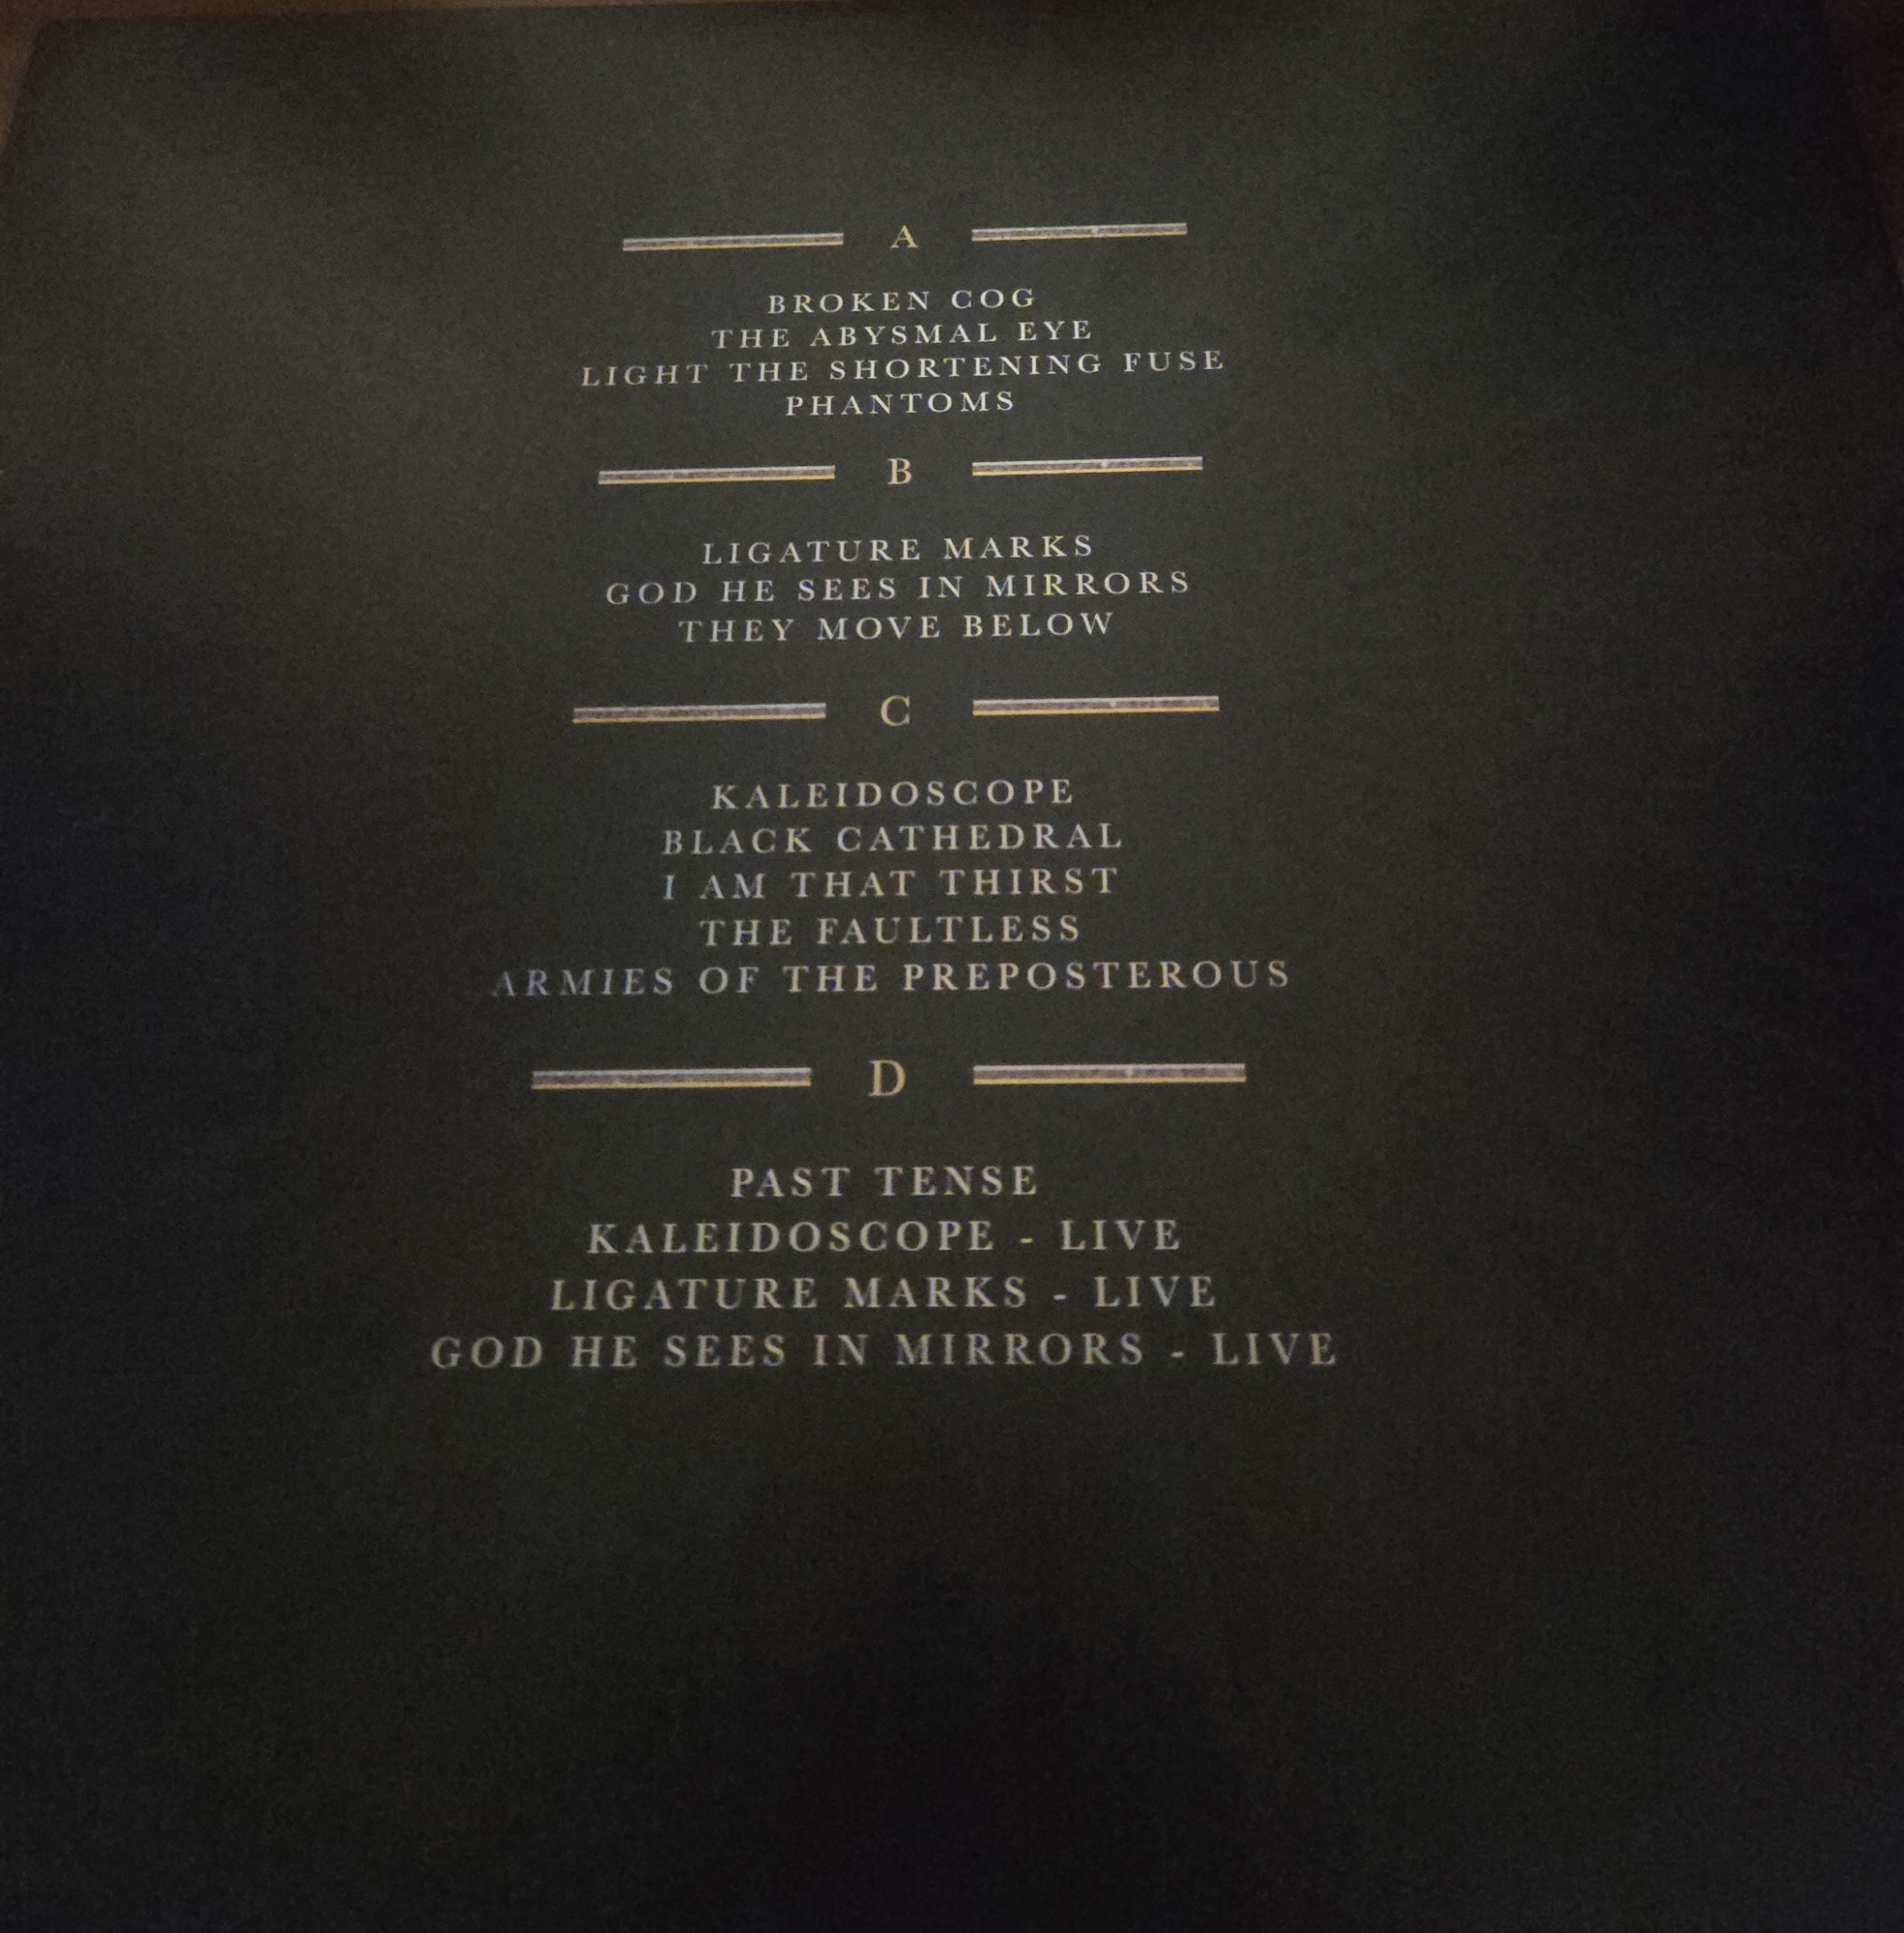 A
BROKEN COG
THE ABYSMAL EYE
LIGHT THE SHORTENING FUSE
PHANTOMS
B
LIGATURE MARKS
GOD HE SEES IN MIRRORS
THEY MOVE BELOW
C
KALEIDOSCOPE
BLACK CATHEDRAL
I AM THAT THIRST
THE FAULTLESS
ARMIES OF THE PREPOSTEROUS
D
PAST TENSE
KALEIDOSCOPE - LIVE
LIGATURE MARKS - LIVE
GOD HE SEES IN MIRRORS - LIVE